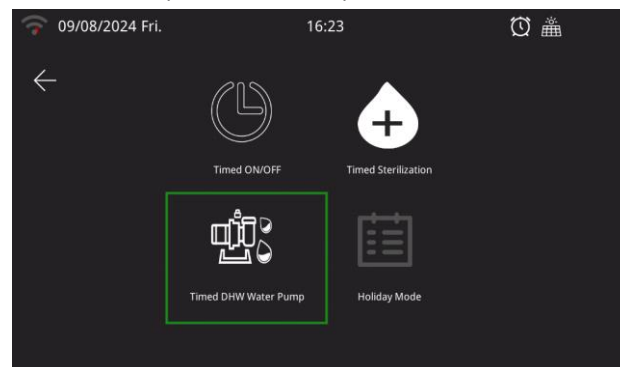 09/08/2024 Fri.
16:23
Timed ON/OFF
Timed Sterilization
Timed DHW Water Pump
Holiday Mode